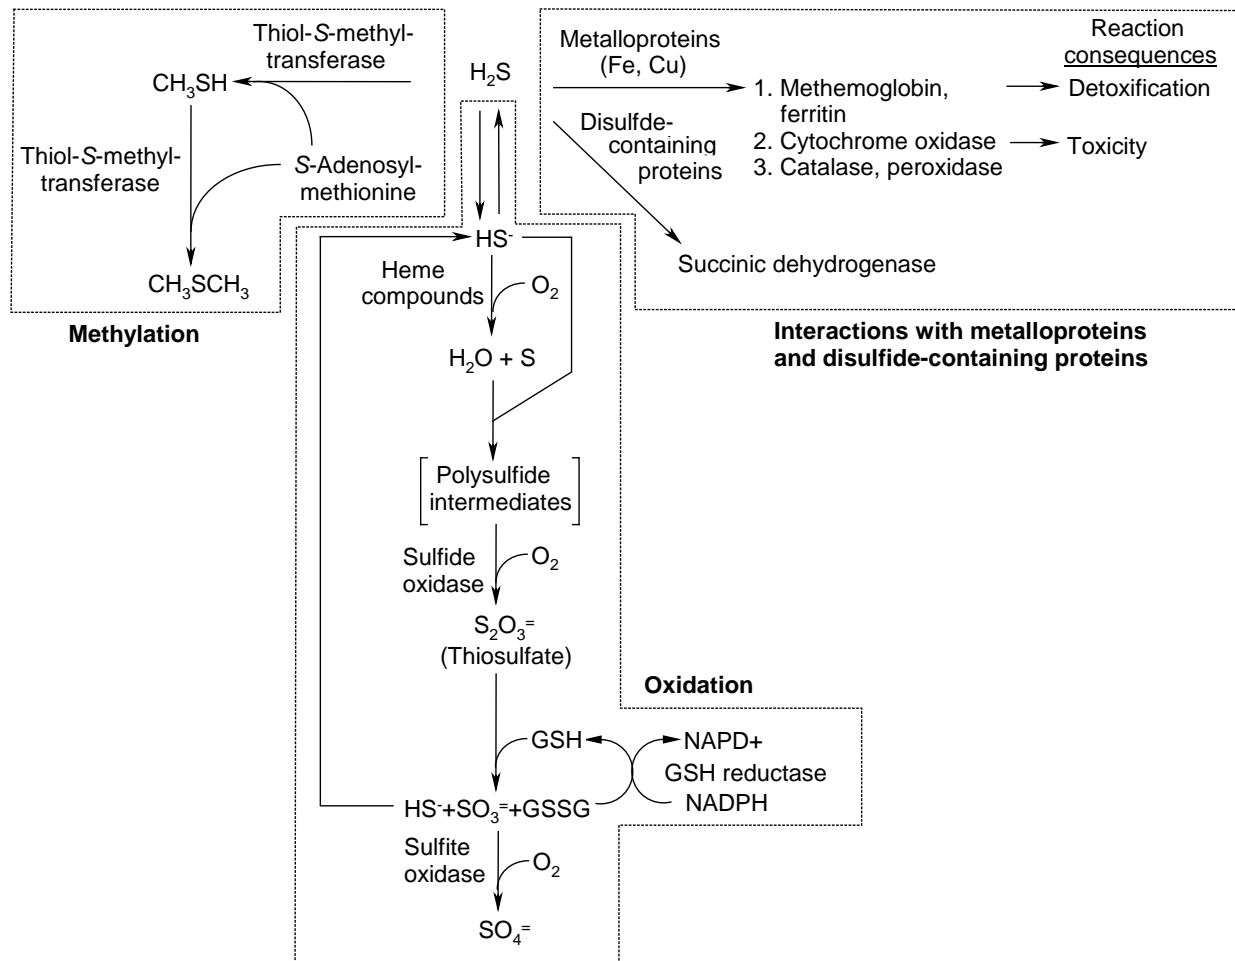 Thiol-S-methyl-
transferase
CH3SH
Thiol-S-methyl-
transferase
S-Adenosyl-
methionine
CH3SCH3
Methylation
H2S
Metalloproteins
(Fe, Cu)
Reaction
consequences
1. Methemoglobin,
ferritin
Detoxification
2. Cytochrome oxidase
Toxicity
3. Catalase, peroxidase
Disulfde-
containing
proteins
Succinic dehydrogenase
Interactions with metalloproteins
and disulfide-containing proteins
HS-
Heme
compounds
O2
H2O + S
Polysulfide
intermediates
Sulfide
oxidase
O2
S2O3=
(Thiosulfate)
Oxidation
GSH
NAPD+
GSH reductase
NADPH
HS-+SO3=+GSSG
Sulfite
oxidase
O2
SO4=